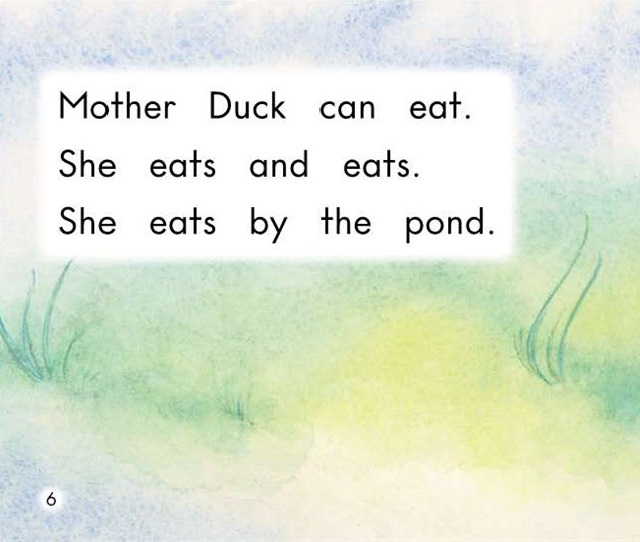 Mother Duck can eat.
She eats and eats.
She eats by the pond.
6